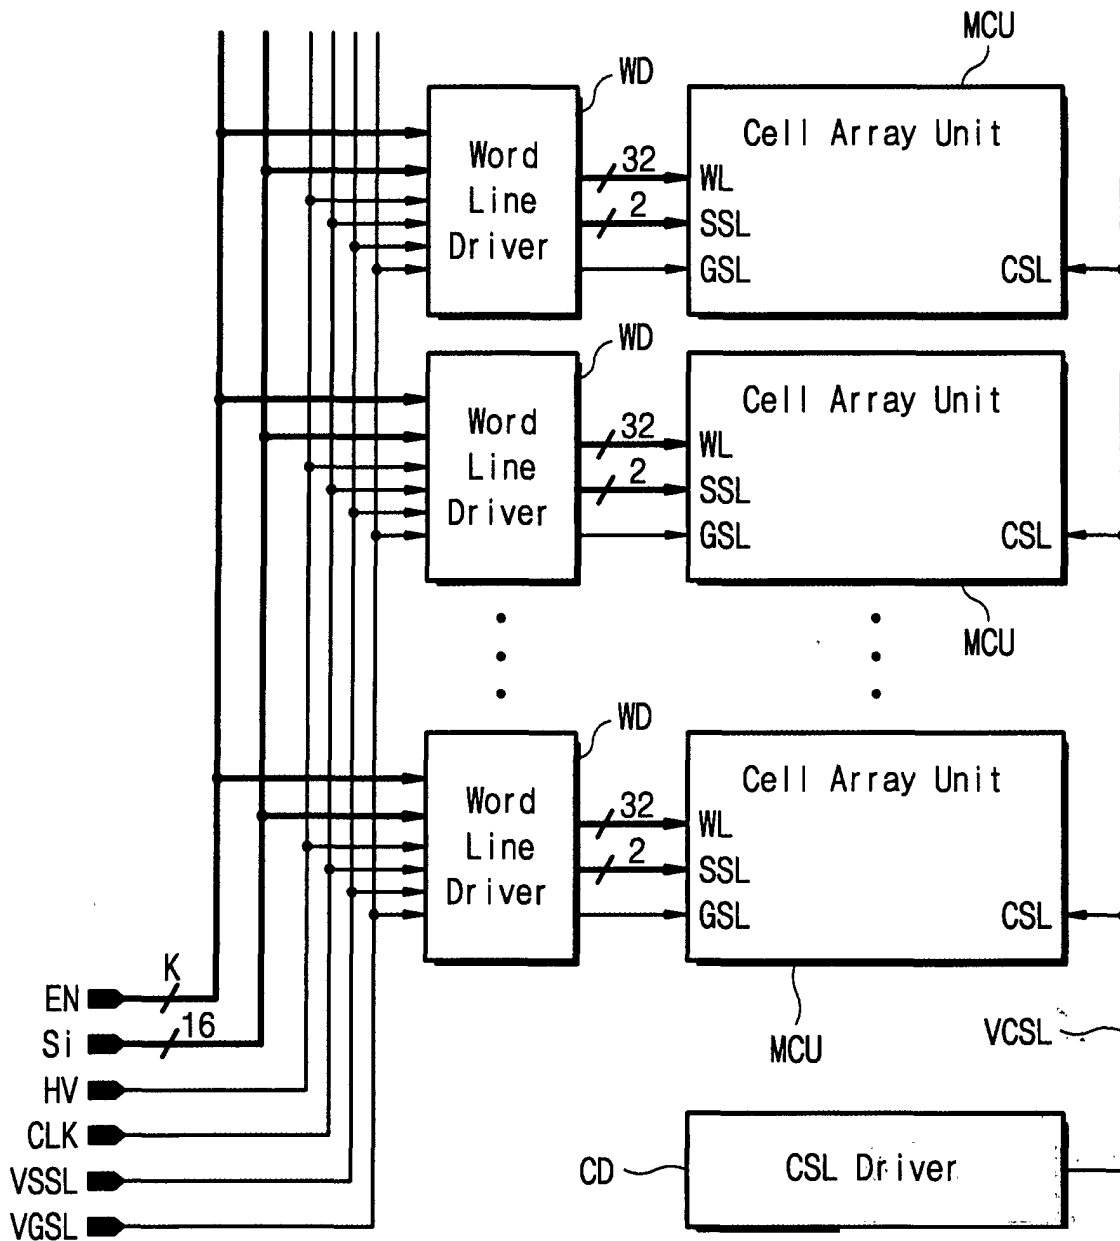 MCU
WD
Word
Line
Driver
Cell Array Unit
32
WL
2
SSL
GSL
CSL
WD
Word
Line
Driver
Cell Array Unit
32
WL
2
SSL
GSL
CSL
MCU
WD
Word
Line
Driver
Cell Array Unit
32
WL
2
SSL
GSL
CSL
MCU
K
EN
16
Si
HV
CLK
VSSL
VGSL
VCSL
CD
CSL Driver